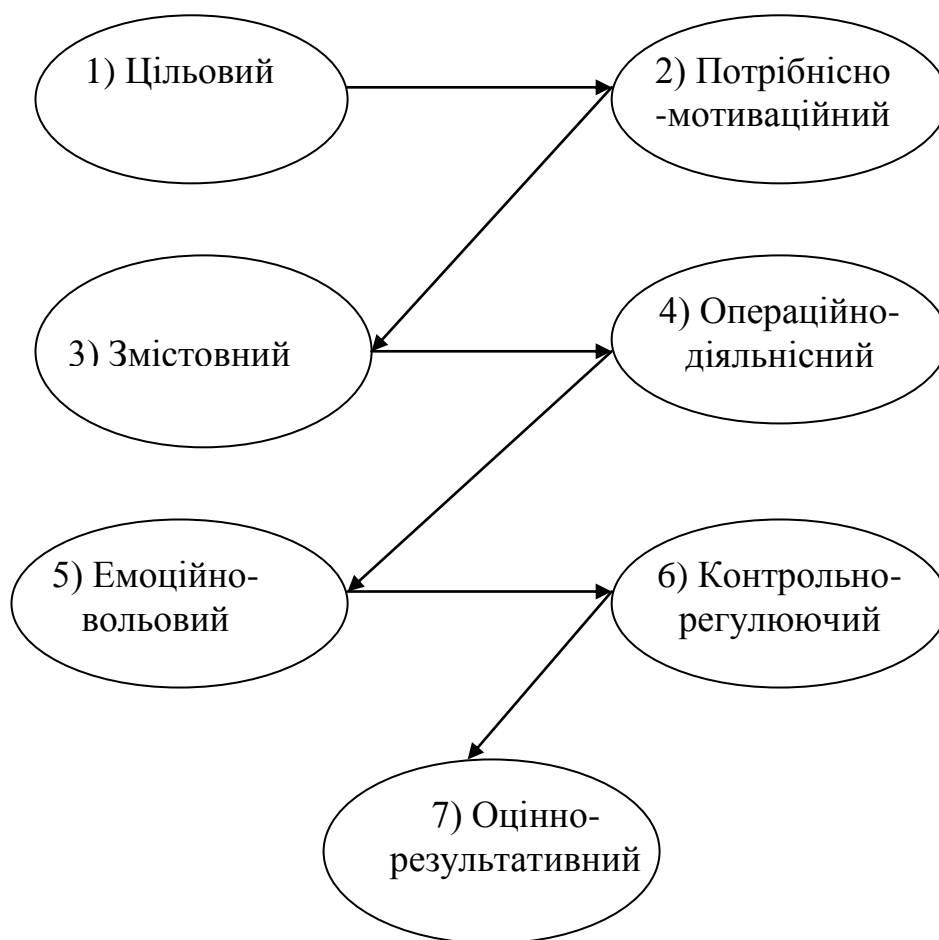 1) Цільовий
2) Потрібнісно
-мотиваційний
3) Змістовний
4) Операційно-
діяльнісний
5) Емоційно-
вольовий
6) Контрольно-
регулюючий
7) Оцінно-
результативний